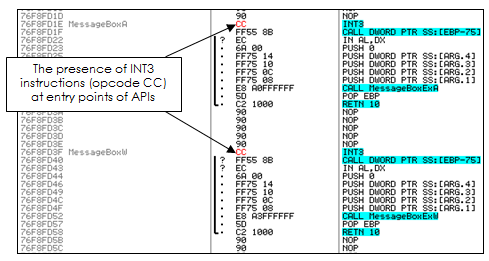 76F8FD1D 90 NOP
76F8FD1E MessageBoxA CC INT3
76F8FD1F FF55 8B CALL DWORD PTR SS:[EBP-75]
76F8FD22 ? EC IN AL,DX
76F8FD23 . 6A 00 PUSH 0
. FF75 14 PUSH DWORD PTR SS:[ARG.4]
. FF75 10 PUSH DWORD PTR SS:[ARG.3]
. FF75 0C PUSH DWORD PTR SS:[ARG.2]
. FF75 08 PUSH DWORD PTR SS:[ARG.1]
. E8 A0FFFFFF CALL MessageBoxExA
. 5D POP EBP
. C2 1000 RETN 10
The presence of INT3
instructions (opcode CC)
at entry points of APIs
90 NOP
76F8FD3B 90 NOP
76F8FD3C 90 NOP
76F8FD3D 90 NOP
76F8FD3E 90 NOP
76F8FD3F MessageBoxW CC INT3
76F8FD40 FF55 8B CALL DWORD PTR SS:[EBP-75]
76F8FD43 ? EC IN AL,DX
76F8FD44 . 6A 00 PUSH 0
76F8FD46 . FF75 14 PUSH DWORD PTR SS:[ARG.4]
76F8FD49 . FF75 10 PUSH DWORD PTR SS:[ARG.3]
76F8FD4C . FF75 0C PUSH DWORD PTR SS:[ARG.2]
76F8FD4F . FF75 08 PUSH DWORD PTR SS:[ARG.1]
76F8FD52 . E8 A3FFFFFF CALL MessageBoxExW
76F8FD57 . 5D POP EBP
76F8FD58 . C2 1000 RETN 10
76F8FD5B 90 NOP
76F8FD5C 90 NOP